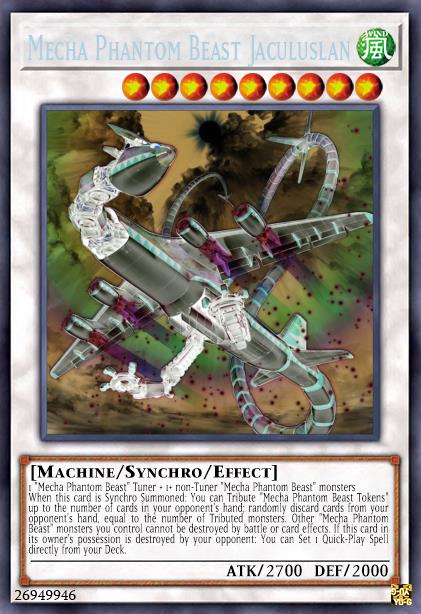 Mecha Phantom Beast Jaculuslan
WIND
風
[Machine/Synchro/Effect]
1 "Mecha Phantom Beast" Tuner + 1+ non-Tuner "Mecha Phantom Beast" monsters
When this card is Synchro Summoned: You can Tribute "Mecha Phantom Beast Tokens"
up to the number of cards in your opponent's hand; randomly discard cards from your
opponent's hand, equal to the number of Tributed monsters. Other "Mecha Phantom
Beast" monsters you control cannot be destroyed by battle or card effects. If this card in
its owner's possession is destroyed by your opponent: You can Set 1 Quick-Play Spell
directly from your Deck.
ATK/2700 DEF/2000
26949946